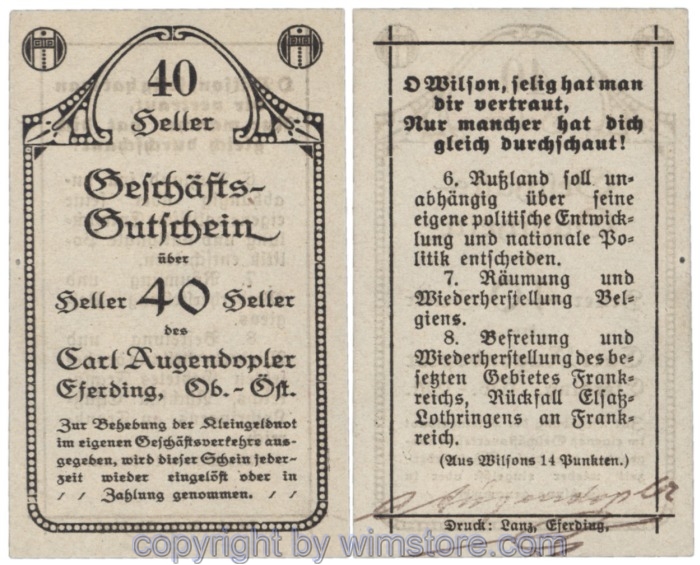 40
Heller
Geschäfts-
Gutschein
über
Heller 40 Heller
des
Carl Augendopler
Eferding, Ob.-Öst.
Zur Behebung der Kleingeldnot
im eigenen Geschäftsverkehre aus-
gegeben, wird dieser Schein jeder-
zeit wieder eingelöst oder in
Zahlung genommen.
O Wilson, selig hat man
dir vertraut,
Nur mancher hat dich
gleich durchschaut!
6. Rußland soll un-
abhängig über seine
eigene politische Entwick-
lung und nationale Po-
litik entscheiden.
7. Räumung und
Wiederherstellung Bel-
giens.
8. Befreiung und
Wiederherstellung des be-
setzten Gebietes Frank-
reichs, Rückfall Elsaß-
Lothringens an Frank-
reich.
(Aus Wilsons 14 Punkten.)
Druck: Lanz, Eferding.
copyright by wimstore.com